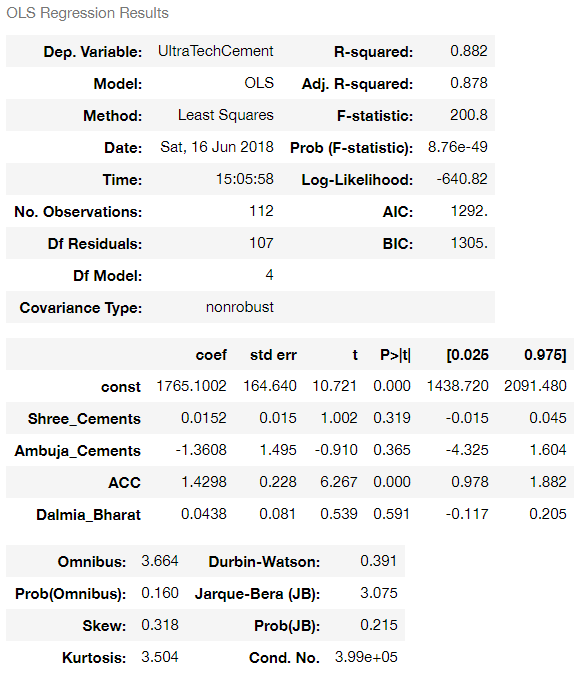 OLS Regression Results
Dep. Variable: UltraTechCement R-squared: 0.882
Model: OLS Adj. R-squared: 0.878
Method: Least Squares F-statistic: 200.8
Date: Sat, 16 Jun 2018 Prob (F-statistic): 8.76e-49
Time: 15:05:58 Log-Likelihood: -640.82
No. Observations: 112 AIC: 1292.
Df Residuals: 107 BIC: 1305.
Df Model: 4
Covariance Type: nonrobust
coef std err t P>|t| [0.025 0.975]
const 1765.1002 164.640 10.721 0.000 1438.720 2091.480
Shree_Cements 0.0152 0.015 1.002 0.319 -0.015 0.045
Ambuja_Cements -1.3608 1.495 -0.910 0.365 -4.325 1.604
ACC 1.4298 0.228 6.267 0.000 0.978 1.882
Dalmia_Bharat 0.0438 0.081 0.539 0.591 -0.117 0.205
Omnibus: 3.664 Durbin-Watson: 0.391
Prob(Omnibus): 0.160 Jarque-Bera (JB): 3.075
Skew: 0.318 Prob(JB): 0.215
Kurtosis: 3.504 Cond. No. 3.99e+05